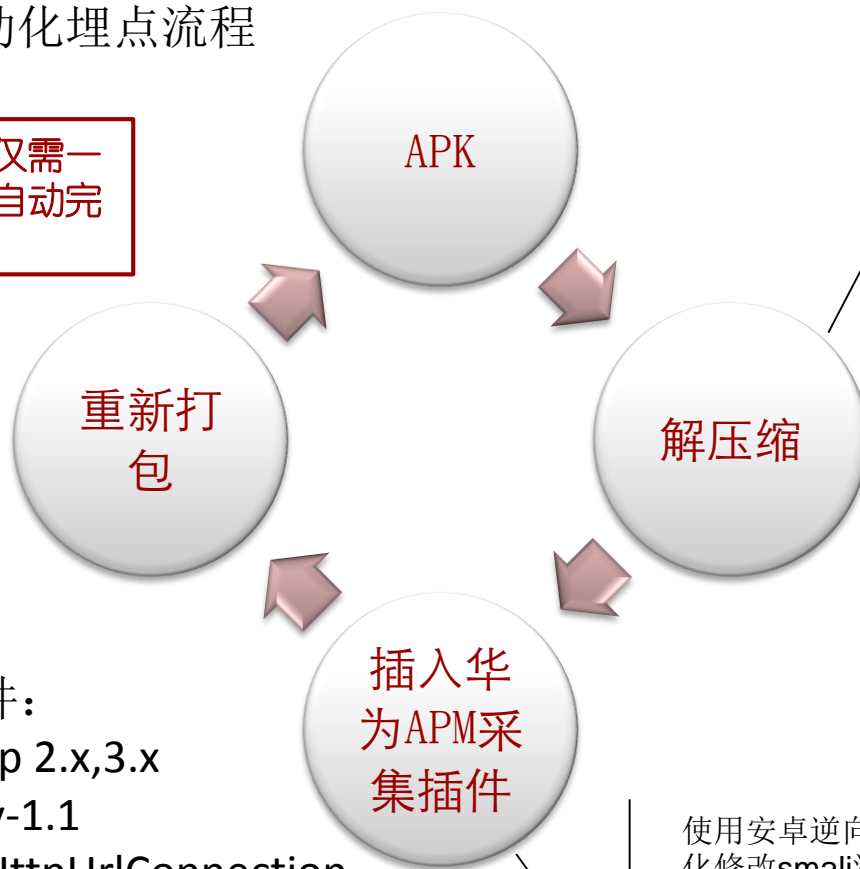 动化埋点流程
APK
仅需一
自动完
重新打
包
解压缩
插入华
为APM采
集插件
件：
p 2.x,3.x
-1.1
HttpUrlConnection
使用安卓逆向
化修改smali